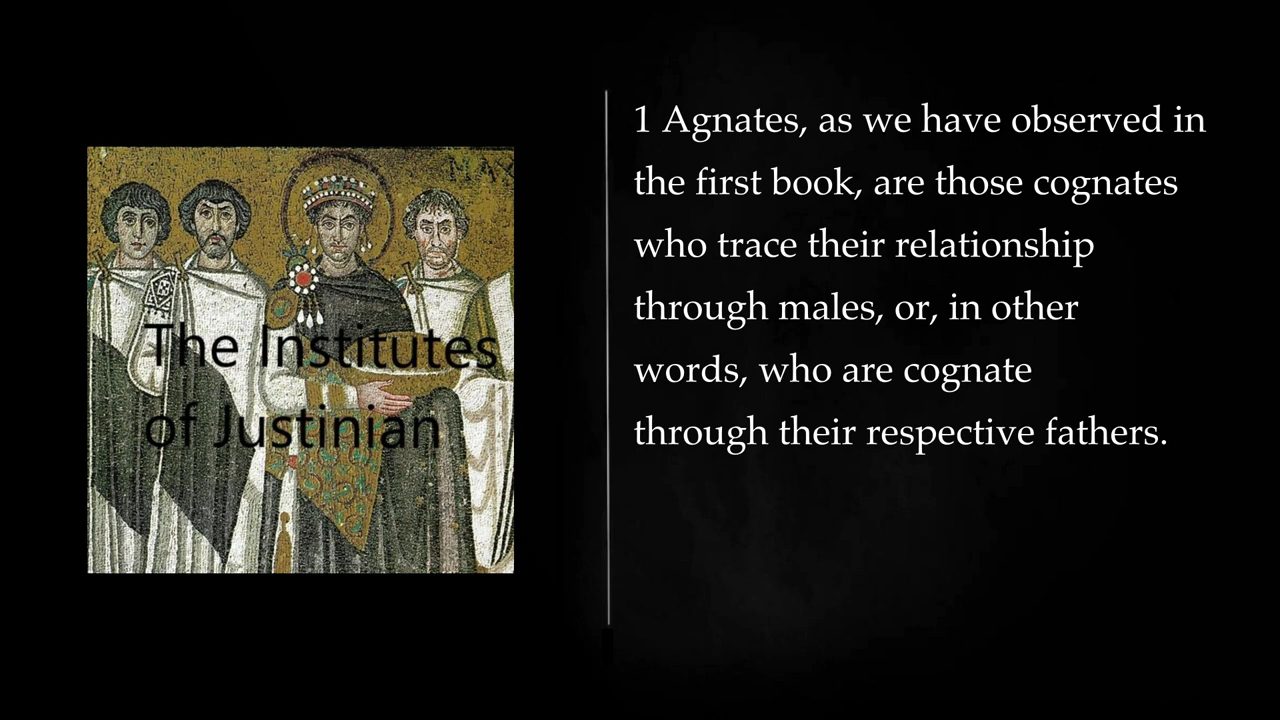 MAX
The Institutes
of Justinian
1 Agnates, as we have observed in
the first book, are those cognates
who trace their relationship
through males, or, in other
words, who are cognate
through their respective fathers.